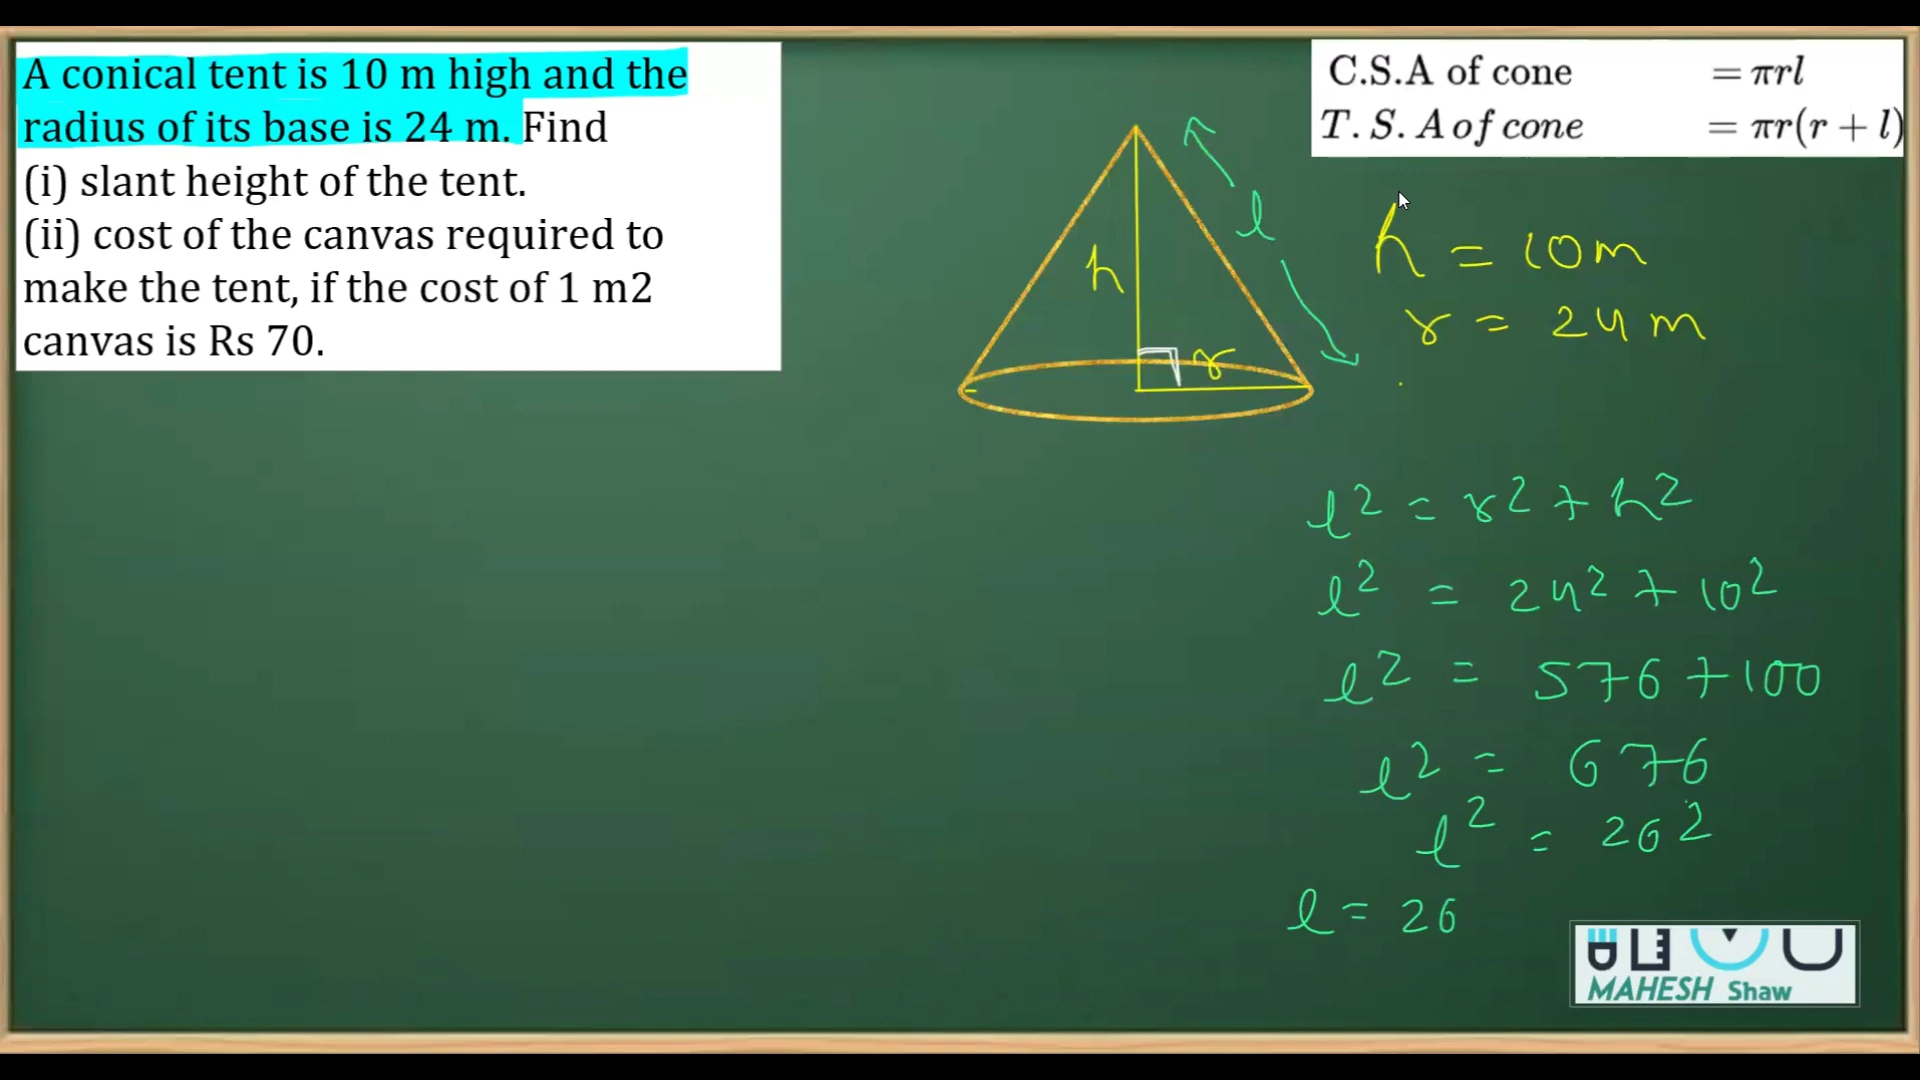 A conical tent is 10 m high and the
radius of its base is 24 m. Find
(i) slant height of the tent.
(ii) cost of the canvas required to
make the tent, if the cost of 1 m2
canvas is Rs 70.
C.S.A of cone = πrl
T.S.A of cone = πr(r + l)
l
h
r
h = 10m
r = 24 m
l² = r² + h²
l² = 24² + 10²
l² = 576 + 100
l² = 676
l² = 26²
l = 26
MAHESH Shaw